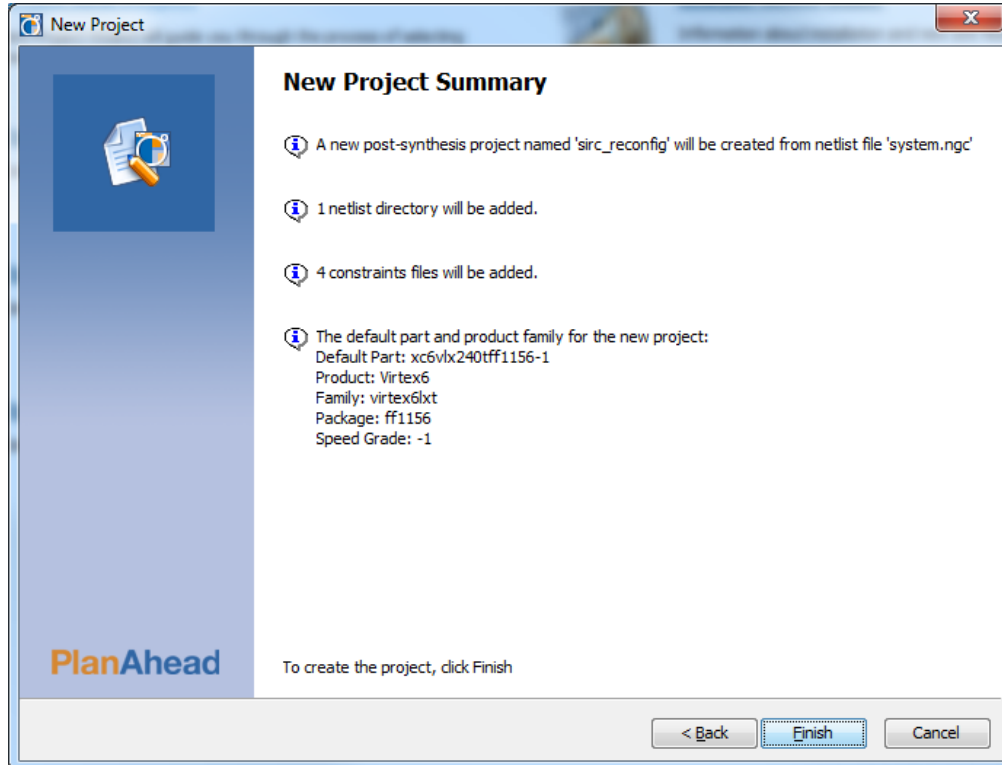 New Project
New Project Summary
A new post-synthesis project named 'sirc_reconfig' will be created from netlist file 'system.ngc'
1 netlist directory will be added.
4 constraints files will be added.
The default part and product family for the new project:
Default Part: xc6vlx240tff1156-1
Product: Virtex6
Family: virtex6lxt
Package: ff1156
Speed Grade: -1
PlanAhead
To create the project, click Finish
< Back Finish Cancel